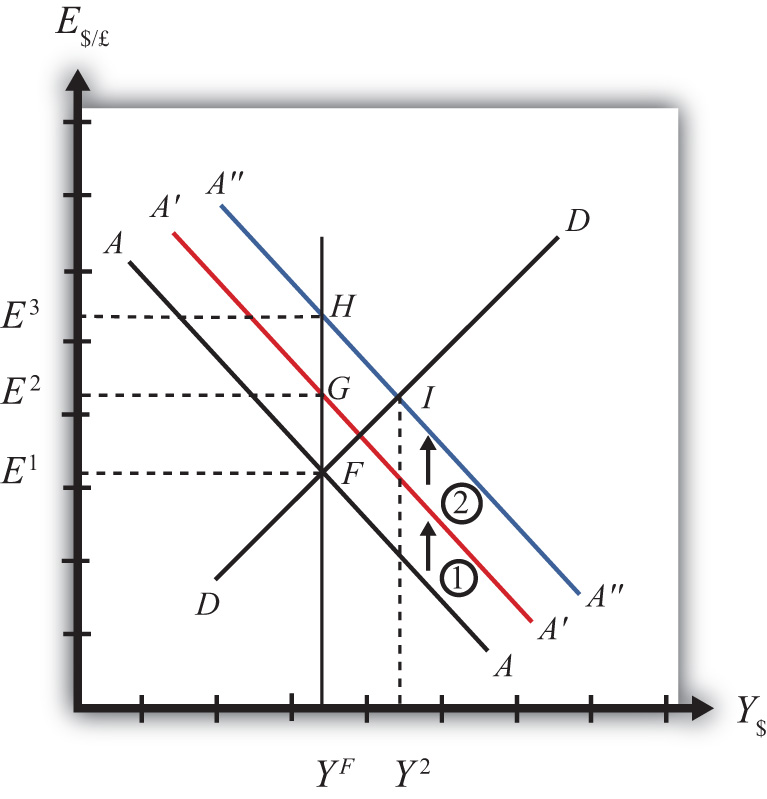 E$/£
A″
A′
D
A
E³
H
E²
G
I
E¹
F
②
①
D
A″
A′
A
Y$
Yᶠ Y²